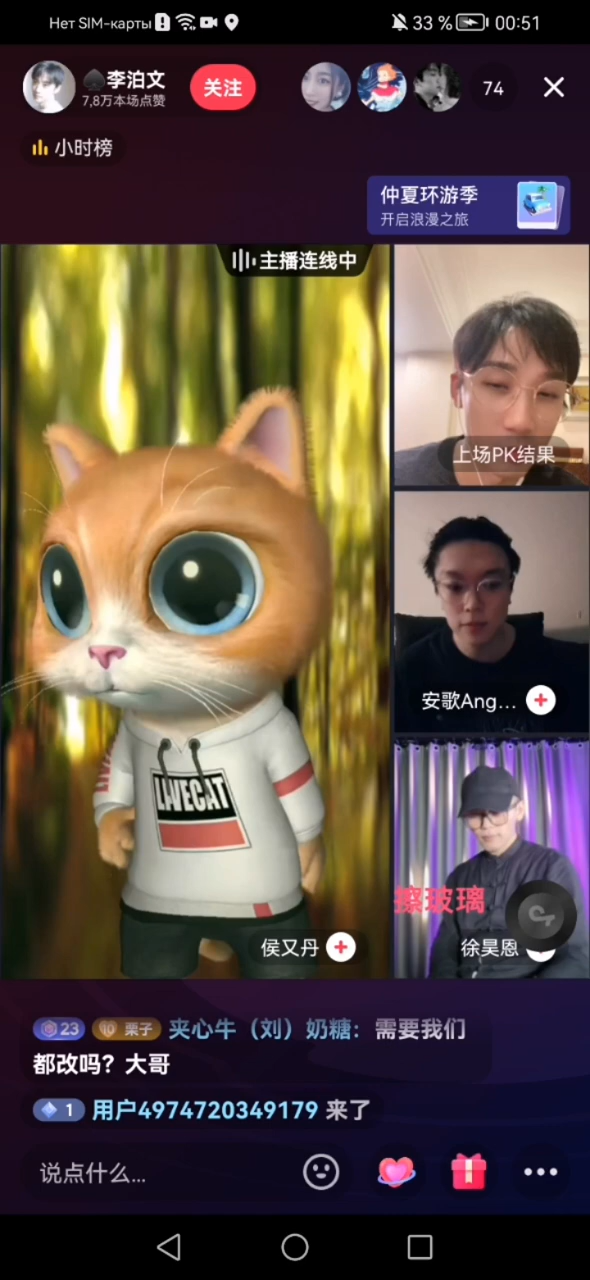 Нет SIM-карты 33 % 00:51
♠李泊文
7,8万本场点赞
关注
74
小时榜
仲夏环游季
开启浪漫之旅
主播连线中
上场PK结果
安歌Ang...
LIVECAT
擦玻璃
侯又丹
徐昊恩
23 10 栗子 夹心牛（刘）奶糖：需要我们
都改吗？大哥
1 用户4974720349179 来了
说点什么...